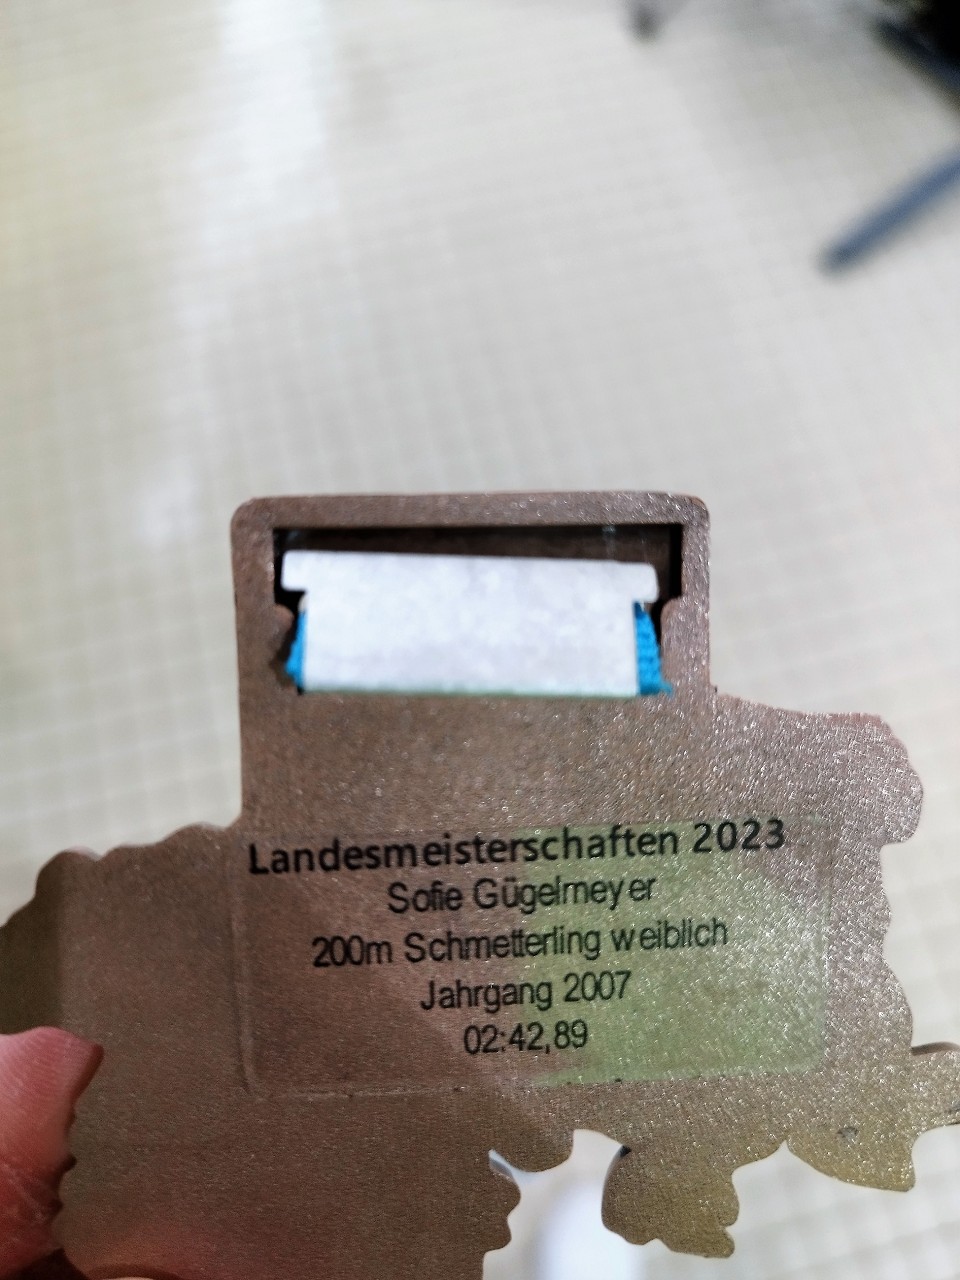 Landesmeisterschaften 2023
Sofie Gügelmeyer
200m Schmetterling weiblich
Jahrgang 2007
02:42,89